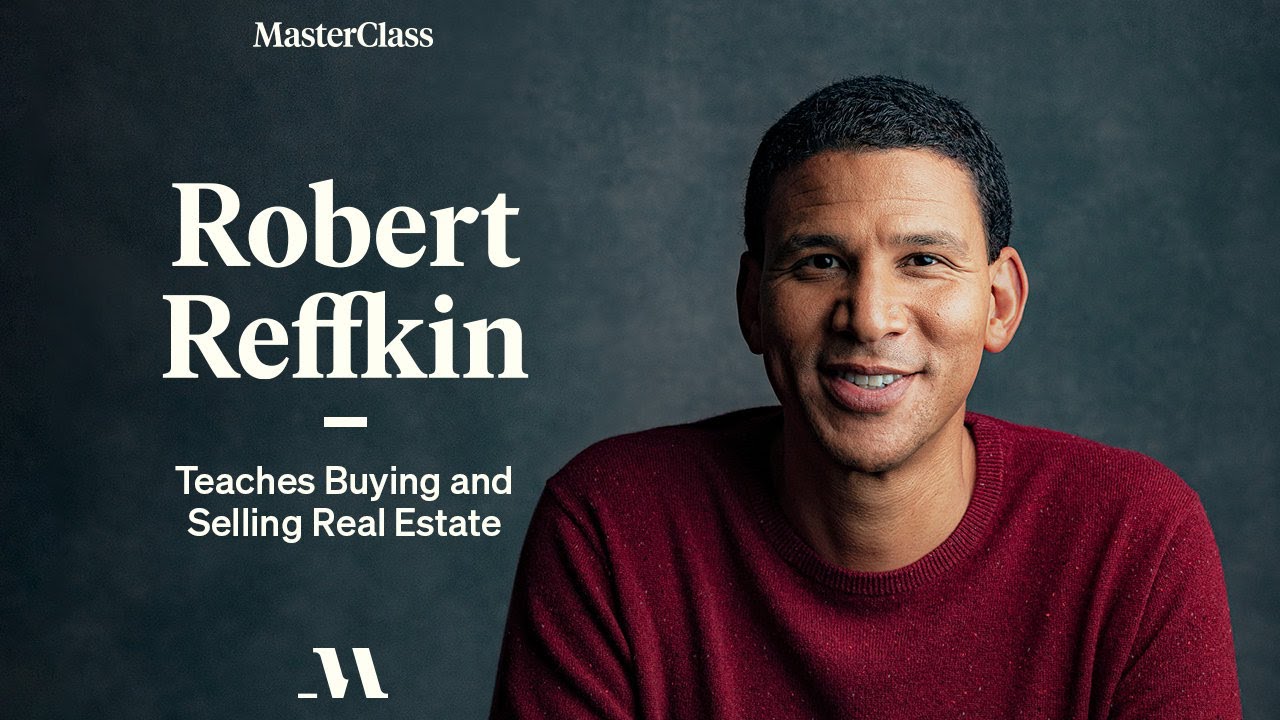 MasterClass
Robert
Reffkin
Teaches Buying and
Selling Real Estate
M